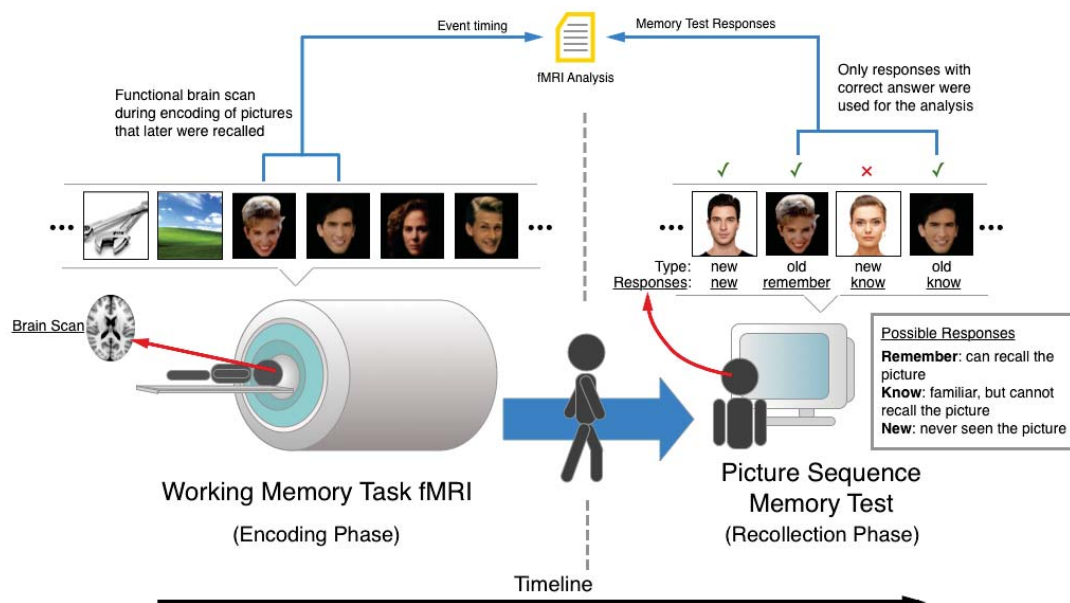 Event timing
Memory Test Responses
fMRI Analysis
Functional brain scan
during encoding of pictures
that later were recalled
Only responses with
correct answer were
used for the analysis
Type: new old new old
Responses: new remember know know
Brain Scan
Possible Responses
Remember: can recall the
picture
Know: familiar, but cannot
recall the picture
New: never seen the picture
Working Memory Task fMRI
(Encoding Phase)
Picture Sequence
Memory Test
(Recollection Phase)
Timeline